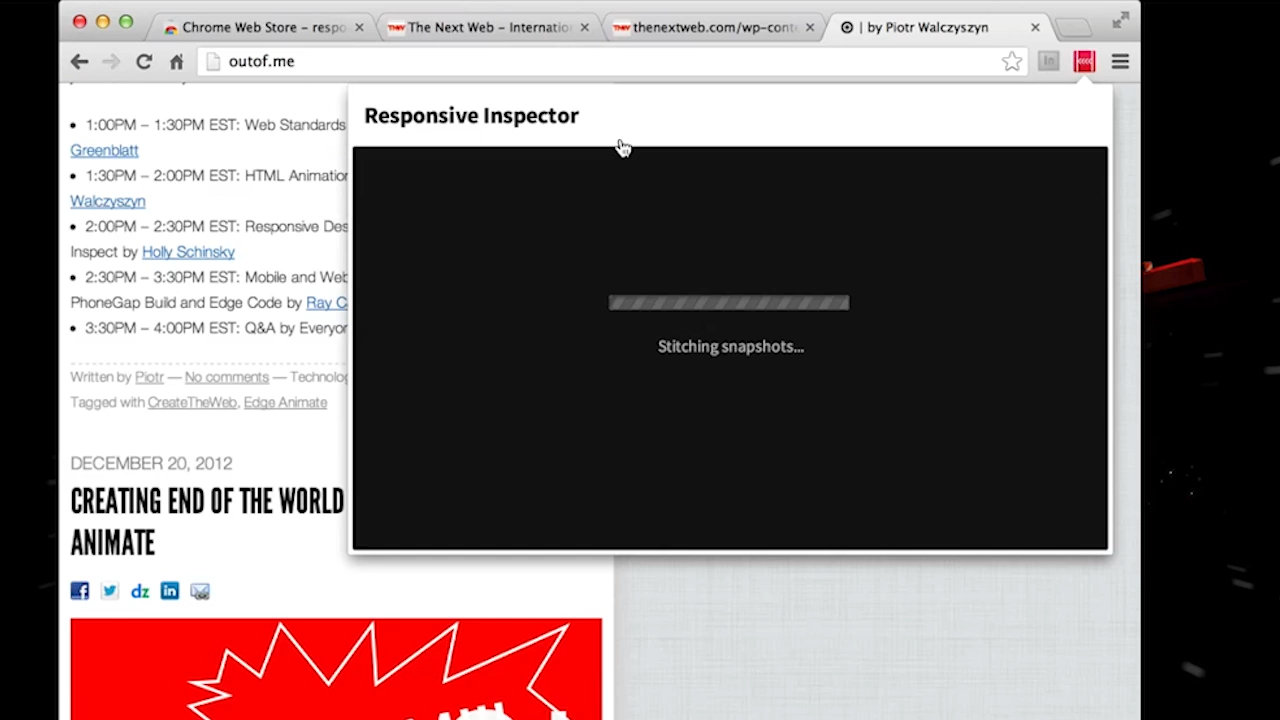 Chrome Web Store – respo
The Next Web – Internatio
thenextweb.com/wp-cont
| by Piotr Walczyszyn
outof.me
in
Responsive Inspector
Stitching snapshots...
• 1:00PM – 1:30PM EST: Web Standards
Greenblatt
• 1:30PM – 2:00PM EST: HTML Animation
Walczyszyn
• 2:00PM – 2:30PM EST: Responsive Des
Inspect by Holly Schinsky
• 2:30PM – 3:30PM EST: Mobile and Web
PhoneGap Build and Edge Code by Ray C
• 3:30PM – 4:00PM EST: Q&A by Everyon
Written by Piotr — No comments — Technolog
Tagged with CreateTheWeb, Edge Animate
DECEMBER 20, 2012
CREATING END OF THE WORLD
ANIMATE
f dz in